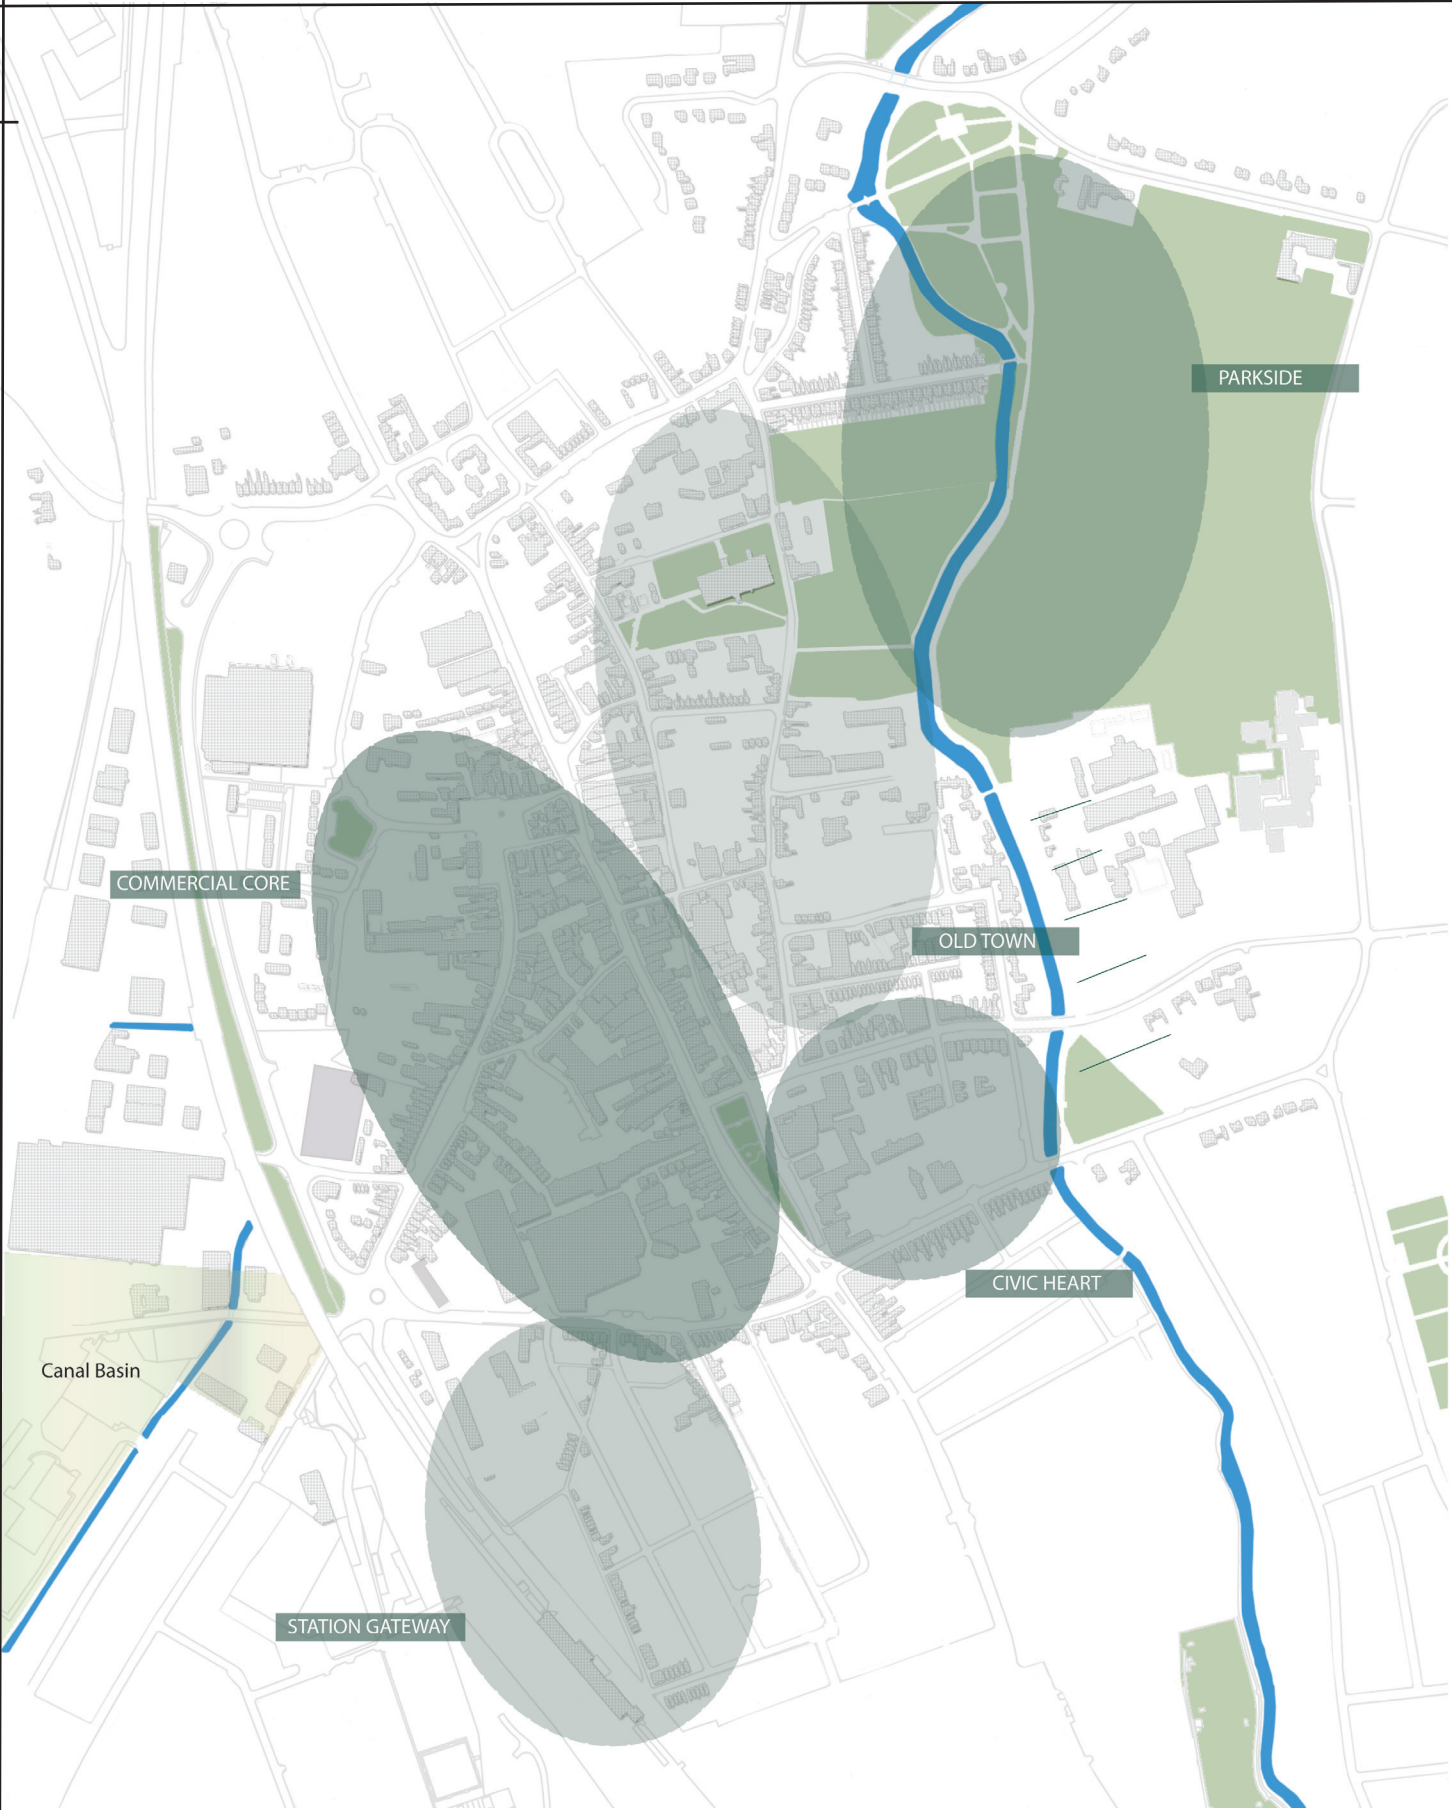 PARKSIDE
COMMERCIAL CORE
OLD TOWN
CIVIC HEART
Canal Basin
STATION GATEWAY